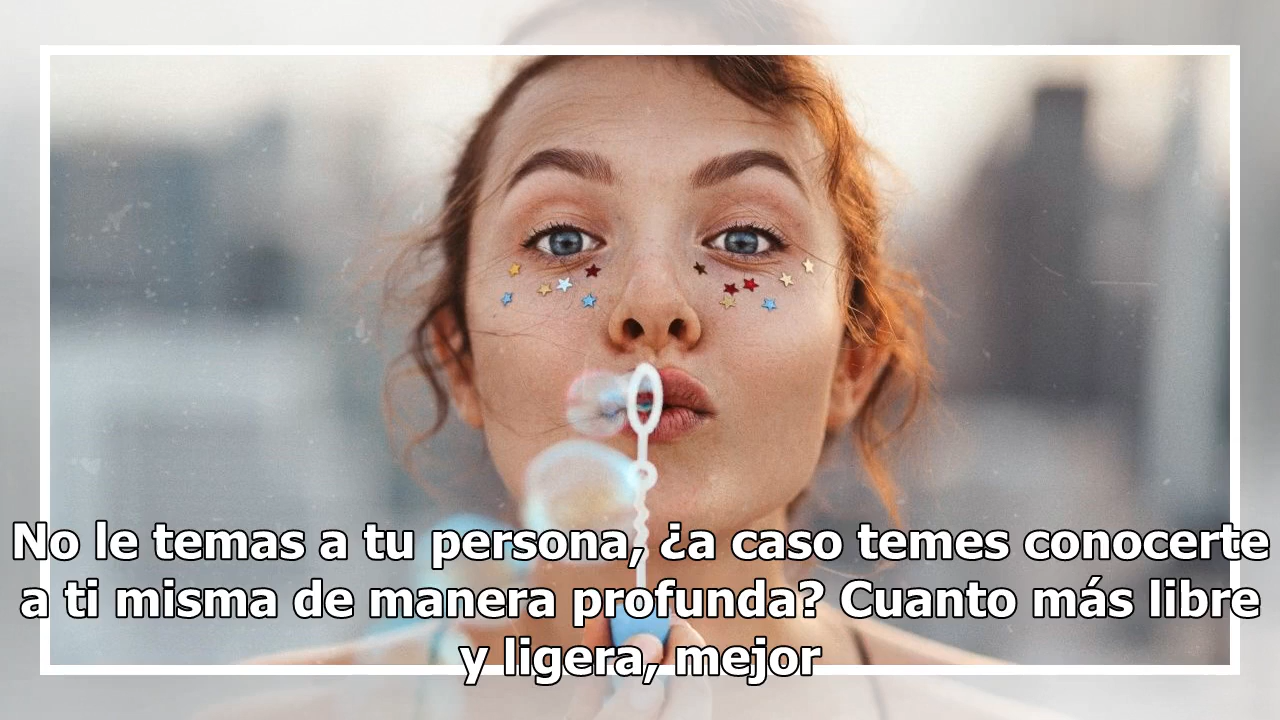 No le temas a tu persona, ¿a caso temes conocerte
a ti misma de manera profunda? Cuanto más libre
y ligera, mejor